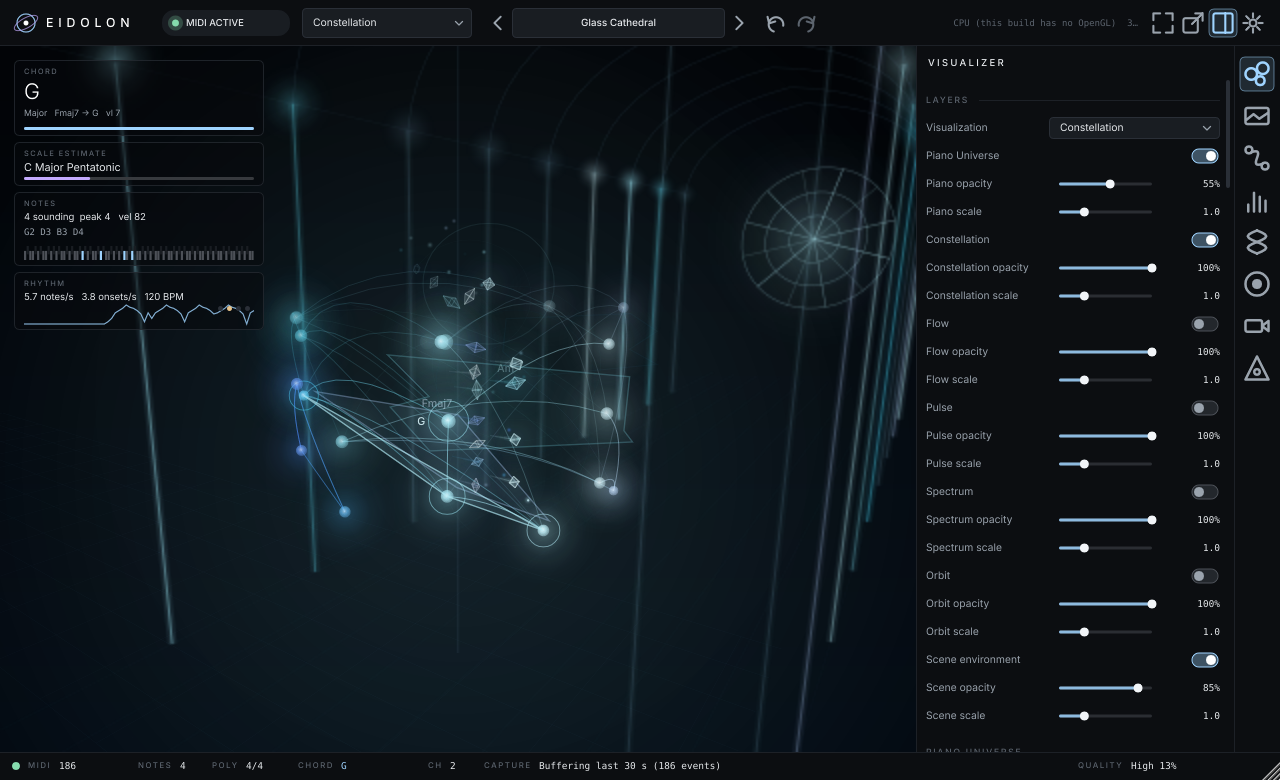 EIDOLON
MIDI ACTIVE
Constellation
Glass Cathedral
CPU (this build has no OpenGL) 3…
CHORD
G
Major Fmaj7 → G vl 7
SCALE ESTIMATE
C Major Pentatonic
NOTES
4 sounding peak 4 vel 82
G2 D3 B3 D4
RHYTHM
5.7 notes/s 3.8 onsets/s 120 BPM
Fmaj7
G
VISUALIZER
LAYERS
Visualization Constellation
Piano Universe
Piano opacity 55%
Piano scale 1.0
Constellation
Constellation opacity 100%
Constellation scale 1.0
Flow
Flow opacity 100%
Flow scale 1.0
Pulse
Pulse opacity 100%
Pulse scale 1.0
Spectrum
Spectrum opacity 100%
Spectrum scale 1.0
Orbit
Orbit opacity 100%
Orbit scale 1.0
Scene environment
Scene opacity 85%
Scene scale 1.0
PIANO UNIVERSE
MIDI 186
NOTES 4
POLY 4/4
CHORD G
CH 2
CAPTURE Buffering last 30 s (186 events)
QUALITY High 13%